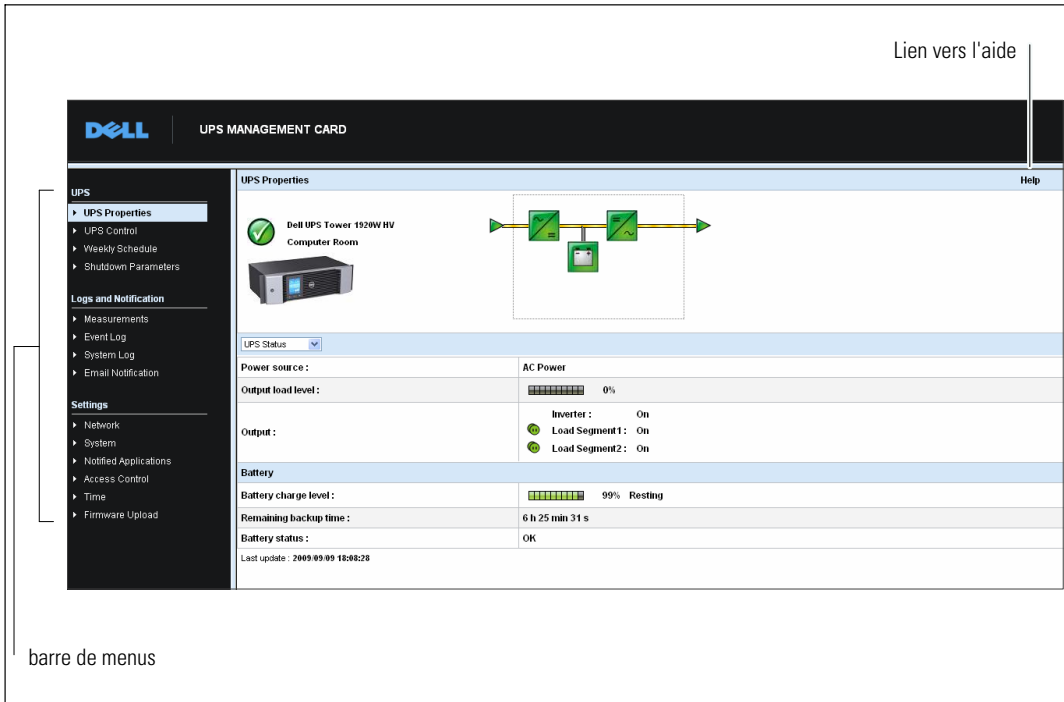 Lien vers l'aide
DELL
UPS MANAGEMENT CARD
UPS
UPS Properties
UPS Control
Weekly Schedule
Shutdown Parameters
Logs and Notification
Measurements
Event Log
System Log
Email Notification
Settings
Network
System
Notified Applications
Access Control
Time
Firmware Upload
UPS Properties Help
Dell UPS Tower 1920W HV
Computer Room
UPS Status
Power source : AC Power
Output load level : 0%
Output :
Inverter : On
Load Segment1 : On
Load Segment2 : On
Battery
Battery charge level : 99% Resting
Remaining backup time : 6 h 25 min 31 s
Battery status : OK
Last update : 2009/09/09 18:08:28
barre de menus